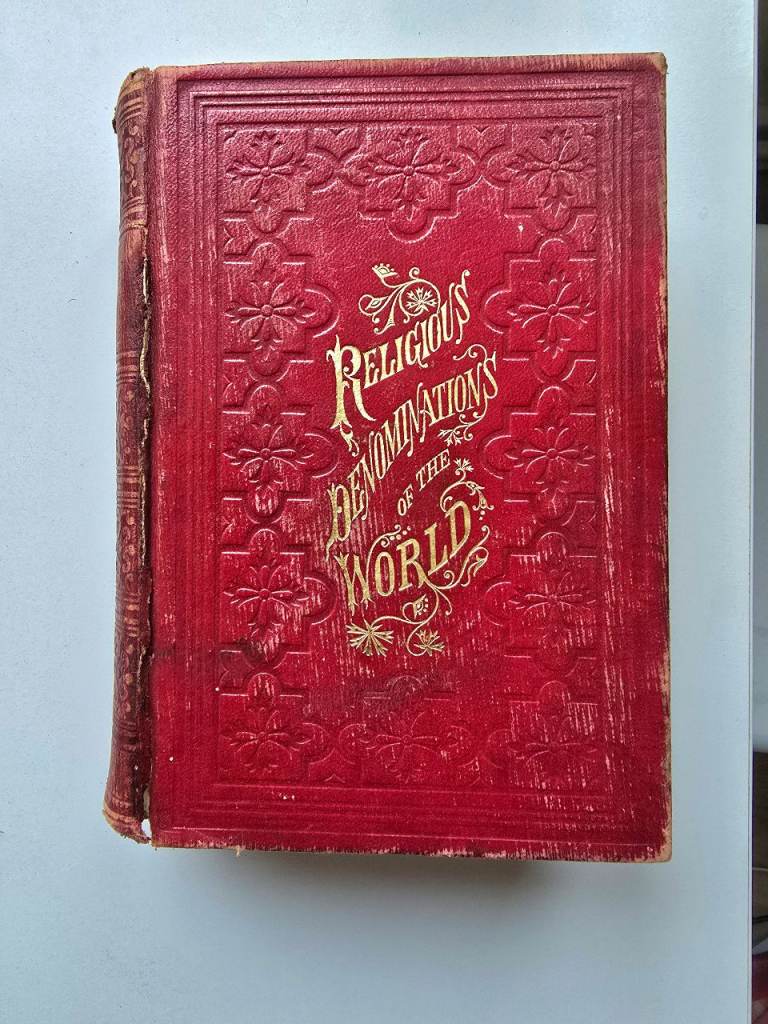 RELIGIOUS
DENOMINATIONS
OF THE
WORLD